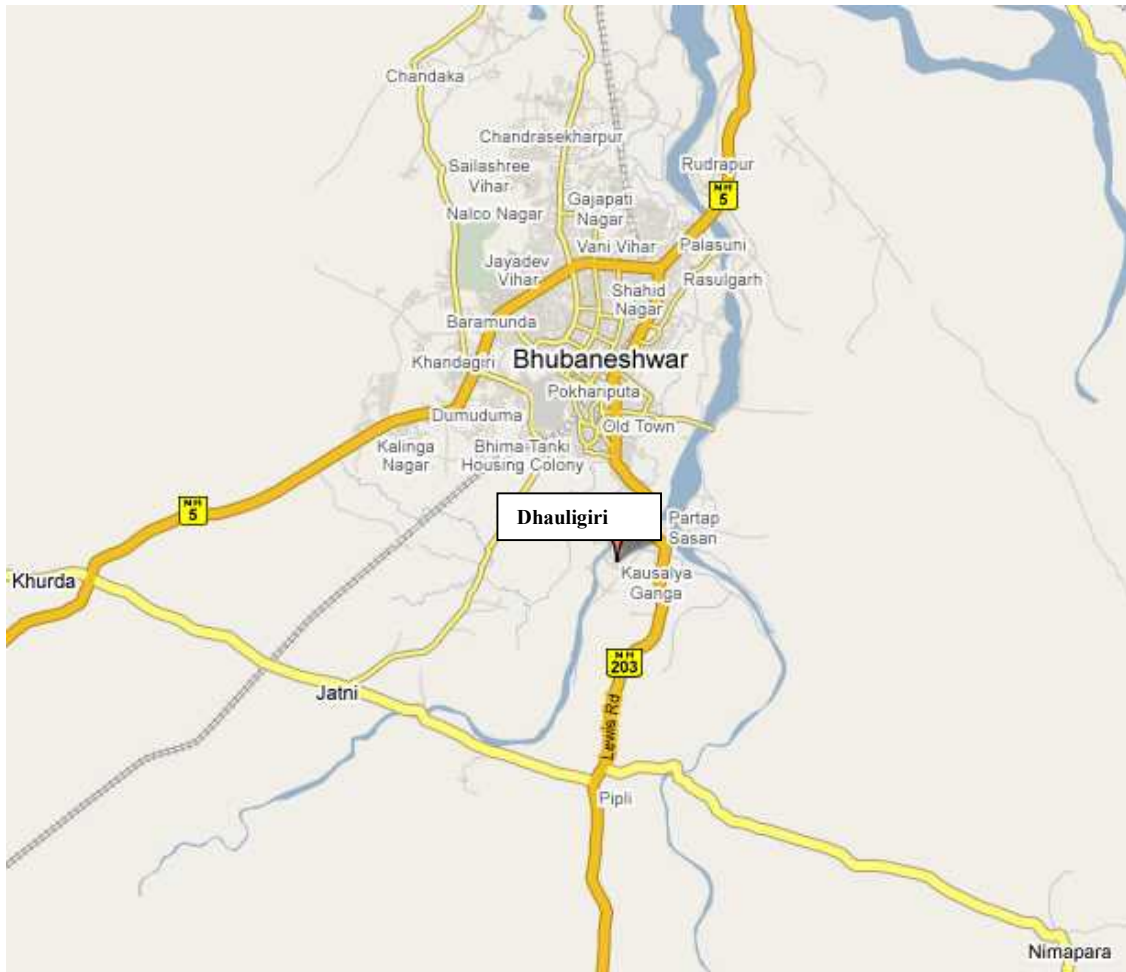 Chandaka
Chandrasekharpur
Rudrapur
Sailashree
Vihar
NH
5
Gajapati
Nagar
Nalco Nagar
Vani Vihar
Palasuni
Jayadev
Vihar
Rasulgarh
Shahid
Nagar
Baramunda
Bhubaneshwar
Khandagiri
Pokhariputa
Dumuduma
Old Town
Kalinga
Nagar
Bhima-Tanki
Housing Colony
NH
5
Dhauligiri
Partap
Sasan
Khurda
Kausalya
Ganga
NH
203
Jatni
Lewis Rd
Pipli
Nimapara